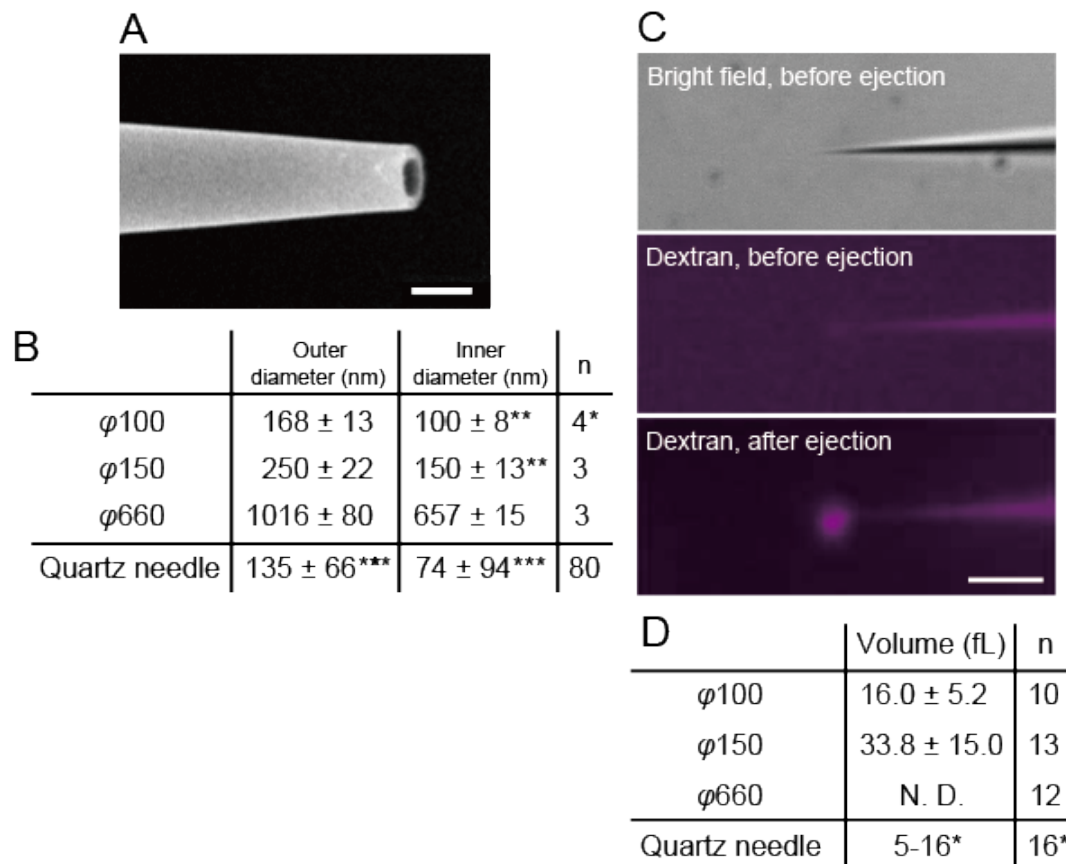 A
B
Outer
diameter (nm)
Inner
diameter (nm)
n
φ100
168 ± 13
100 ± 8**
4*
φ150
250 ± 22
150 ± 13**
3
φ660
1016 ± 80
657 ± 15
3
Quartz needle
135 ± 66***
74 ± 94***
80
C
Bright field, before ejection
Dextran, before ejection
Dextran, after ejection
D
Volume (fL)
n
φ100
16.0 ± 5.2
10
φ150
33.8 ± 15.0
13
φ660
N. D.
12
Quartz needle
5-16*
16*